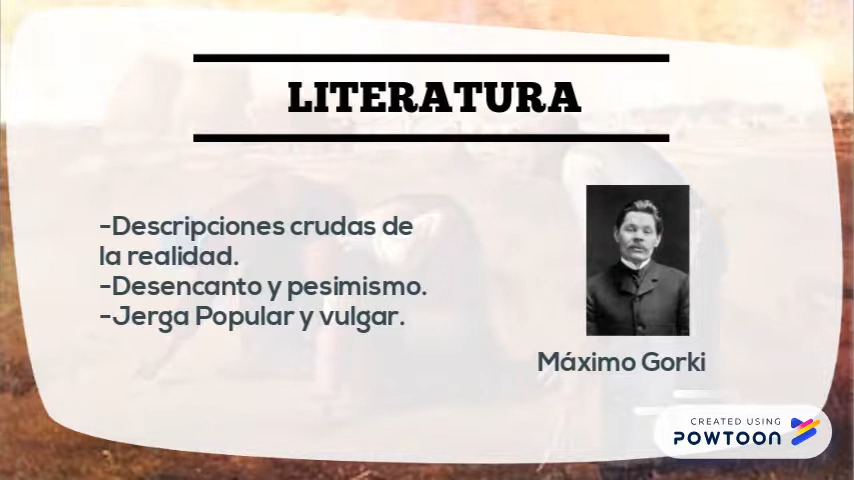 LITERATURA
-Descripciones crudas de
la realidad.
-Desencanto y pesimismo.
-Jerga Popular y vulgar.
Máximo Gorki
CREATED USING
POWTOON